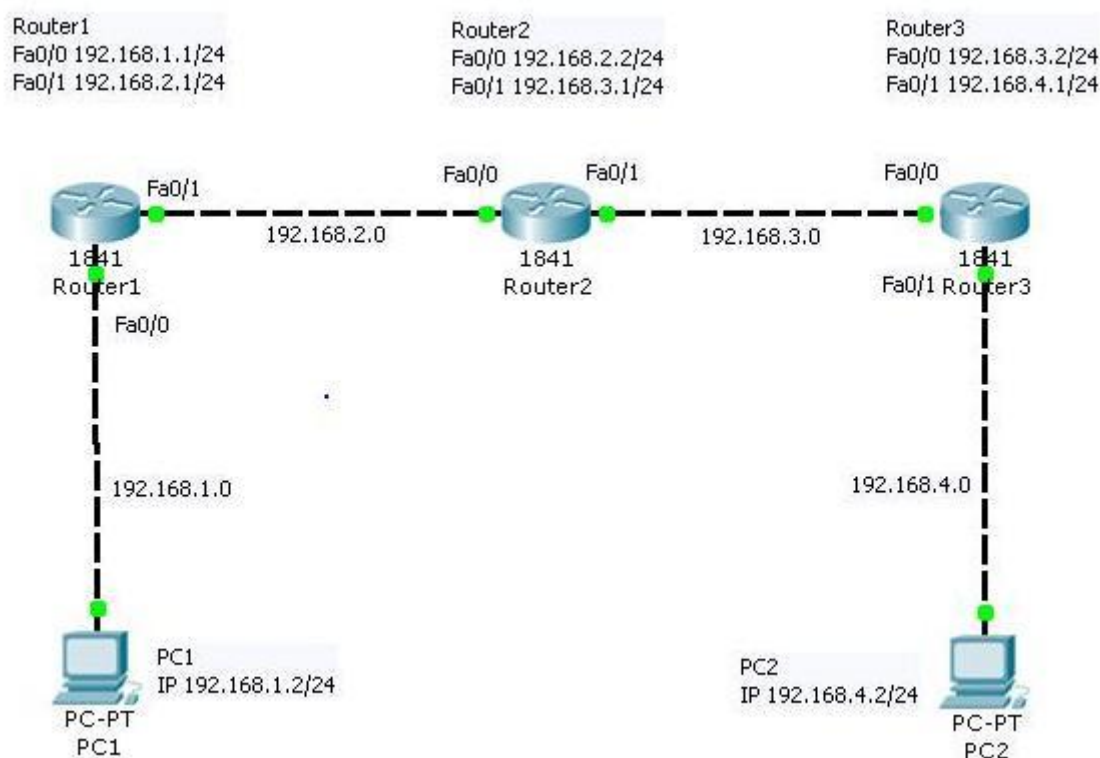 Router1
Fa0/0 192.168.1.1/24
Fa0/1 192.168.2.1/24
Router2
Fa0/0 192.168.2.2/24
Fa0/1 192.168.3.1/24
Router3
Fa0/0 192.168.3.2/24
Fa0/1 192.168.4.1/24
Fa0/1
Fa0/0
Fa0/1
Fa0/0
192.168.2.0
192.168.3.0
1841
Router1
1841
Router2
1841
Fa0/1 Router3
Fa0/0
192.168.1.0
192.168.4.0
PC1
IP 192.168.1.2/24
PC-PT
PC1
PC2
IP 192.168.4.2/24
PC-PT
PC2